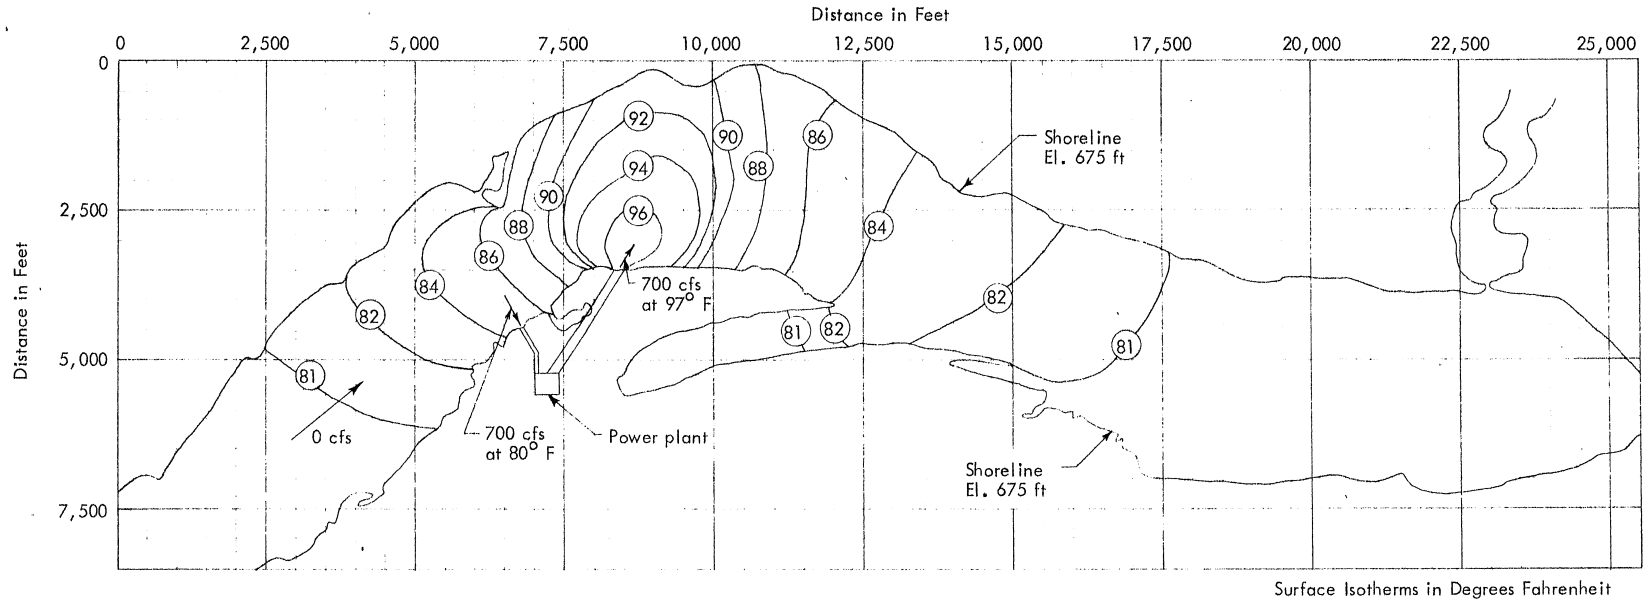 Distance in Feet
0 2,500 5,000 7,500 10,000 12,500 15,000 17,500 20,000 22,500 25,000
0
2,500
5,000
7,500
Distance in Feet
92
94
96
90
88
86
84
82
81
90
88
86
84
82
81
81
82
Shoreline
El. 675 ft
700 cfs
at 97° F
0 cfs
700 cfs
at 80° F
Power plant
Shoreline
El. 675 ft
Surface Isotherms in Degrees Fahrenheit